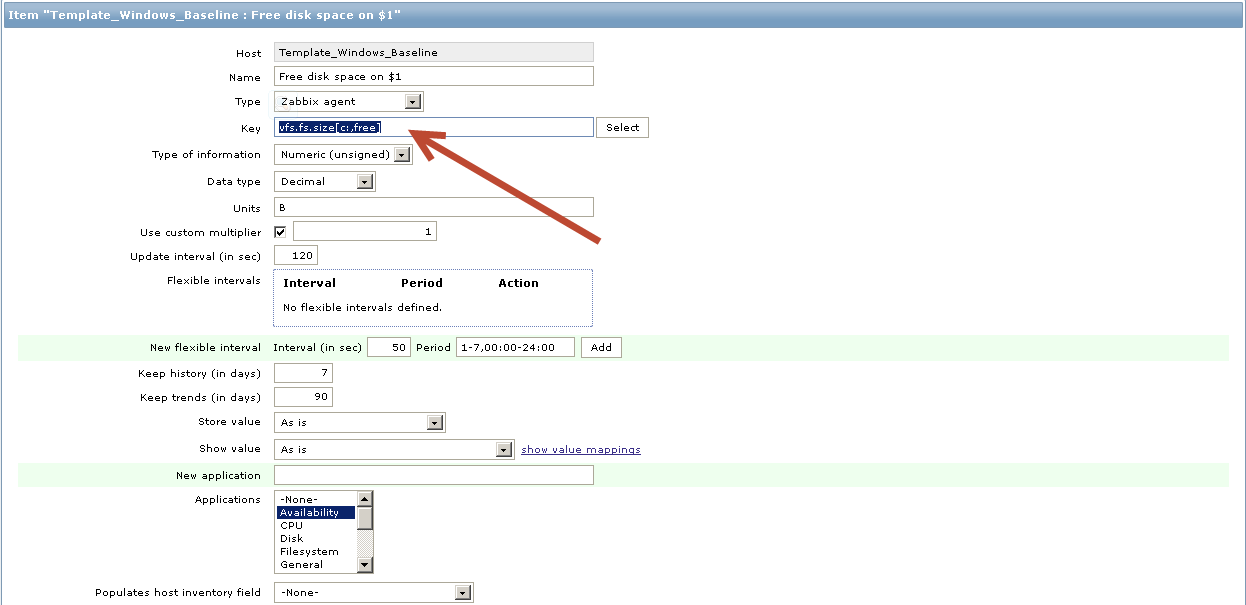 Item "Template_Windows_Baseline : Free disk space on $1"
Host Template_Windows_Baseline
Name Free disk space on $1
Type Zabbix agent
Key vfs.fs.size[c:,free] Select
Type of information Numeric (unsigned)
Data type Decimal
Units B
Use custom multiplier 1
Update interval (in sec) 120
Flexible intervals Interval Period Action
No flexible intervals defined.
New flexible interval Interval (in sec) 50 Period 1-7,00:00-24:00 Add
Keep history (in days) 7
Keep trends (in days) 90
Store value As is
Show value As is show value mappings
New application
Applications -None-
Availability
CPU
Disk
Filesystem
General
Populates host inventory field -None-